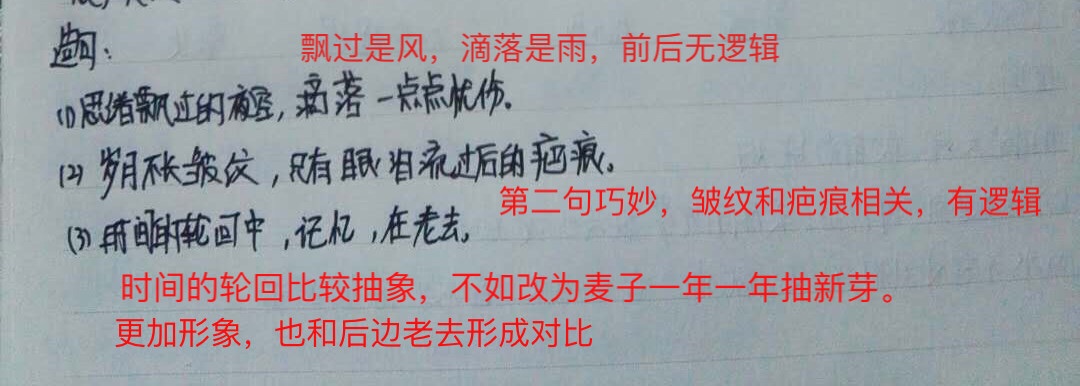 造句：
飘过是风，滴落是雨，前后无逻辑
(1)思绪飘过的夜空，滴落一点点忧伤。
(2)岁月不长皱纹，只有眼泪流过后的疤痕。
第二句巧妙，皱纹和疤痕相关，有逻辑
(3)时间的轮回中，记忆，在老去。
时间的轮回比较抽象，不如改为麦子一年一年抽新芽。
更加形象，也和后边老去形成对比